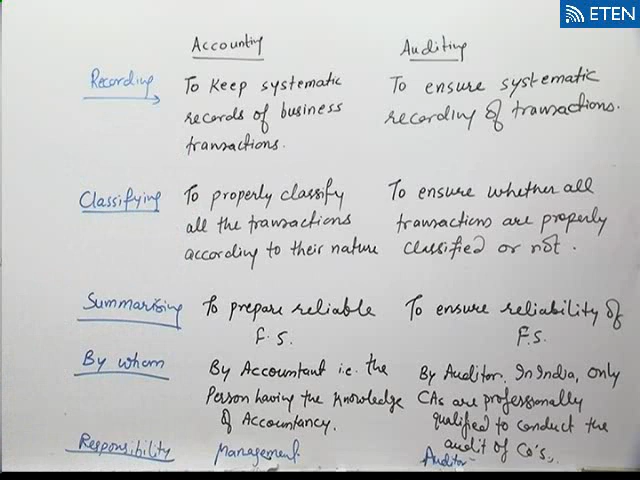 ETEN
Accounting Auditing
Recording To Keep systematic To ensure systematic
records of business recording of transactions.
transactions.
Classifying To properly classify To ensure whether all
all the transactions transactions are properly
according to their nature classified or not.
Summarising To prepare reliable To ensure reliability of
F.S. F.S.
By whom By Accountant i.e. the By Auditor. In India, only
Person having the knowledge CAs are professionally
of Accountancy. qualified to conduct the
audit of Co's.
Responsibility Management Auditor